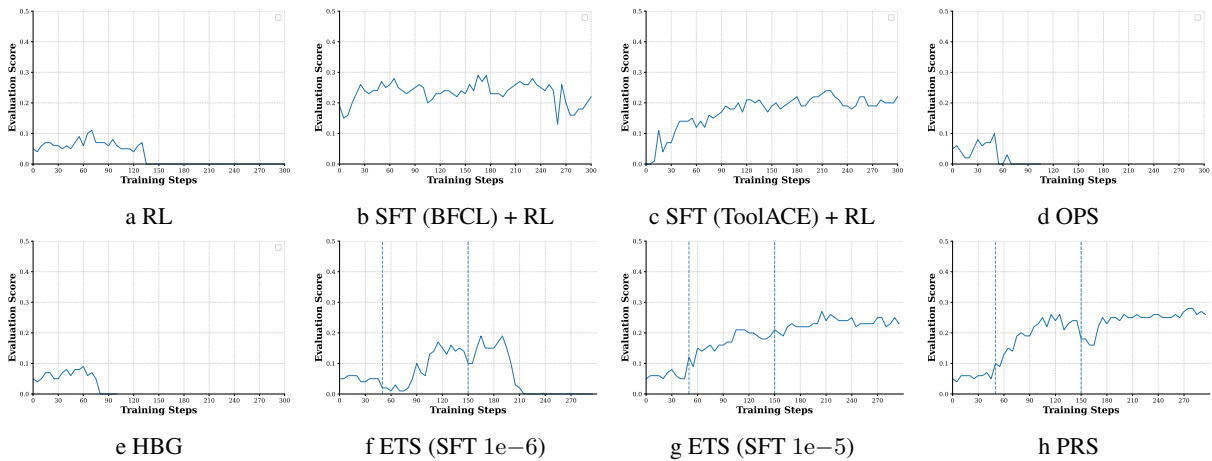 0.5
0.4
0.3
0.2
0.1
0.0
Evaluation Score
0 30 60 90 120 150 180 210 240 270 300
Training Steps
a RL
0.5
0.4
0.3
0.2
0.1
0.0
Evaluation Score
0 30 60 90 120 150 180 210 240 270 300
Training Steps
b SFT (BFCL) + RL
0.5
0.4
0.3
0.2
0.1
0.0
Evaluation Score
0 30 60 90 120 150 180 210 240 270 300
Training Steps
c SFT (ToolACE) + RL
0.5
0.4
0.3
0.2
0.1
0.0
Evaluation Score
0 30 60 90 120 150 180 210 240 270 300
Training Steps
d OPS
0.5
0.4
0.3
0.2
0.1
0.0
Evaluation Score
0 30 60 90 120 150 180 210 240 270 300
Training Steps
e HBG
0.5
0.4
0.3
0.2
0.1
0.0
Evaluation Score
0 30 60 90 120 150 180 210 240 270
Training Steps
f ETS (SFT 1e−6)
0.5
0.4
0.3
0.2
0.1
0.0
Evaluation Score
0 30 60 90 120 150 180 210 240 270
Training Steps
g ETS (SFT 1e−5)
0.5
0.4
0.3
0.2
0.1
0.0
Evaluation Score
0 30 60 90 120 150 180 210 240 270
Training Steps
h PRS